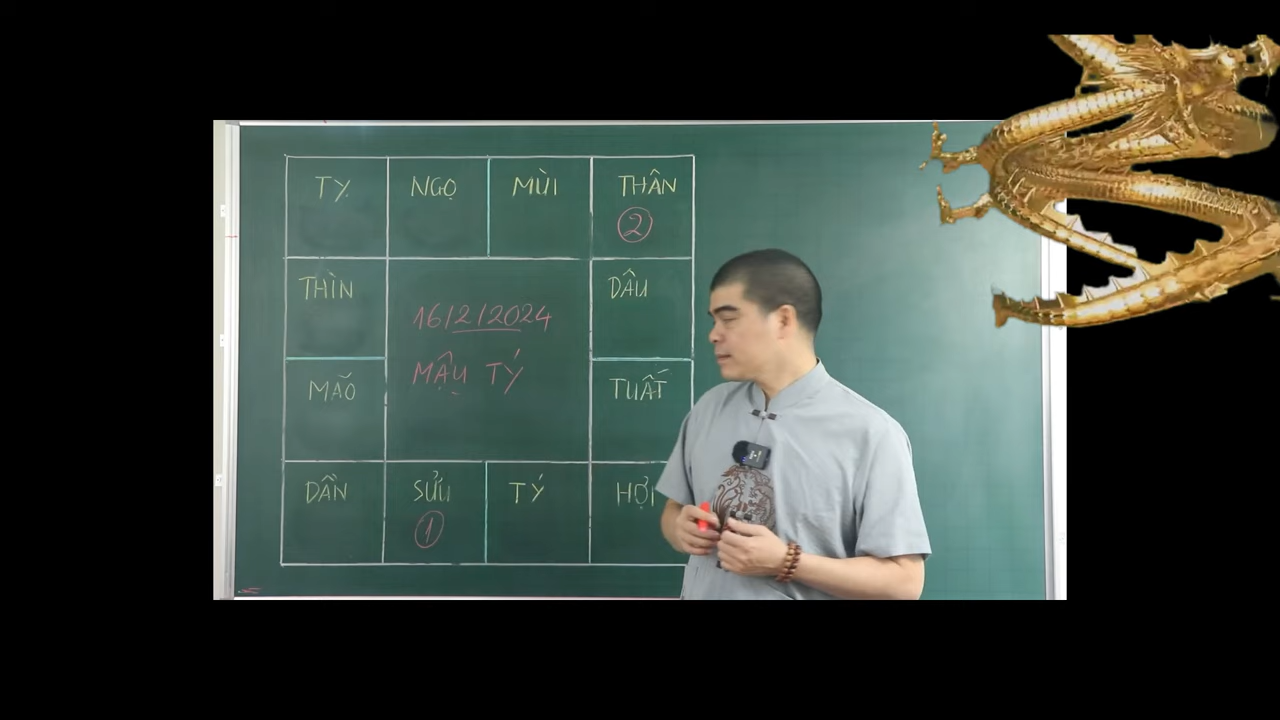 TỴ NGỌ MÙI THÂN
②
THÌN DẬU
16/2/2024
MẬU TÝ
MÃO TUẤT
DẦN SỬU TÝ HỢI
①